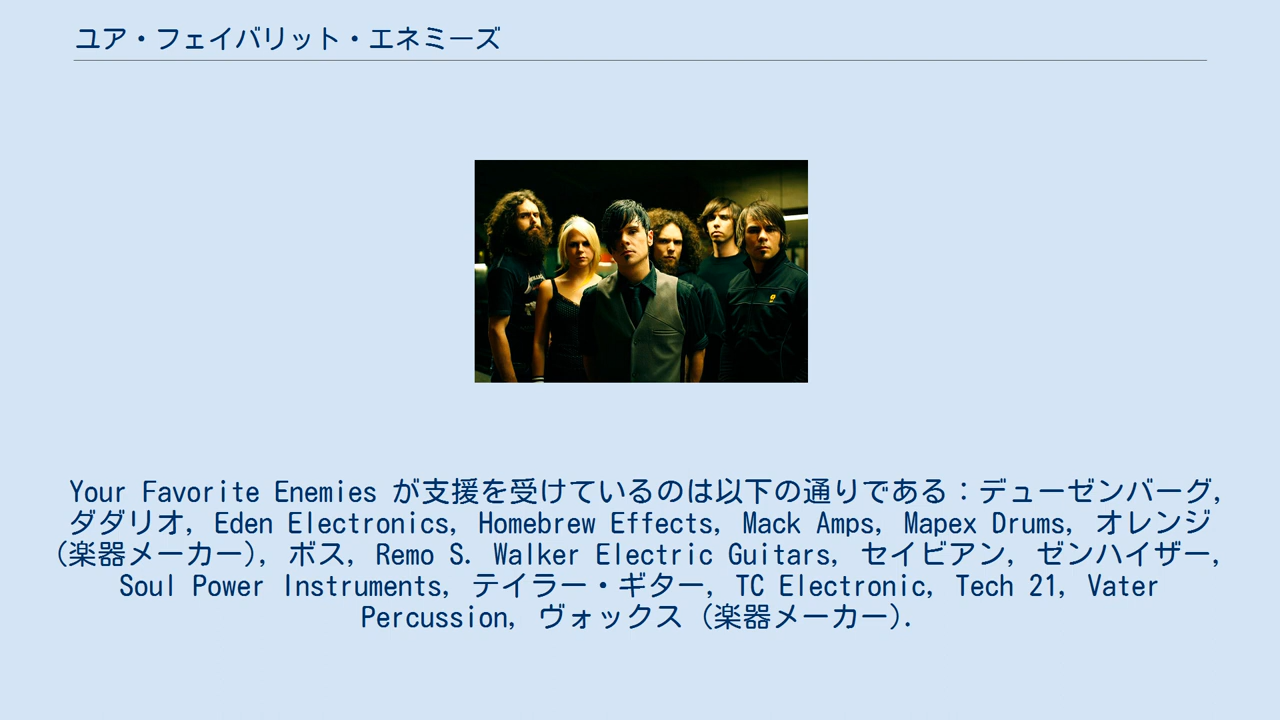 ユア・フェイバリット・エネミーズ
Your Favorite Enemies が支援を受けているのは以下の通りである：デューゼンバーグ,
ダダリオ, Eden Electronics, Homebrew Effects, Mack Amps, Mapex Drums, オレンジ
(楽器メーカー), ボス, Remo S. Walker Electric Guitars, セイビアン, ゼンハイザー,
Soul Power Instruments, テイラー・ギター, TC Electronic, Tech 21, Vater
Percussion, ヴォックス (楽器メーカー).